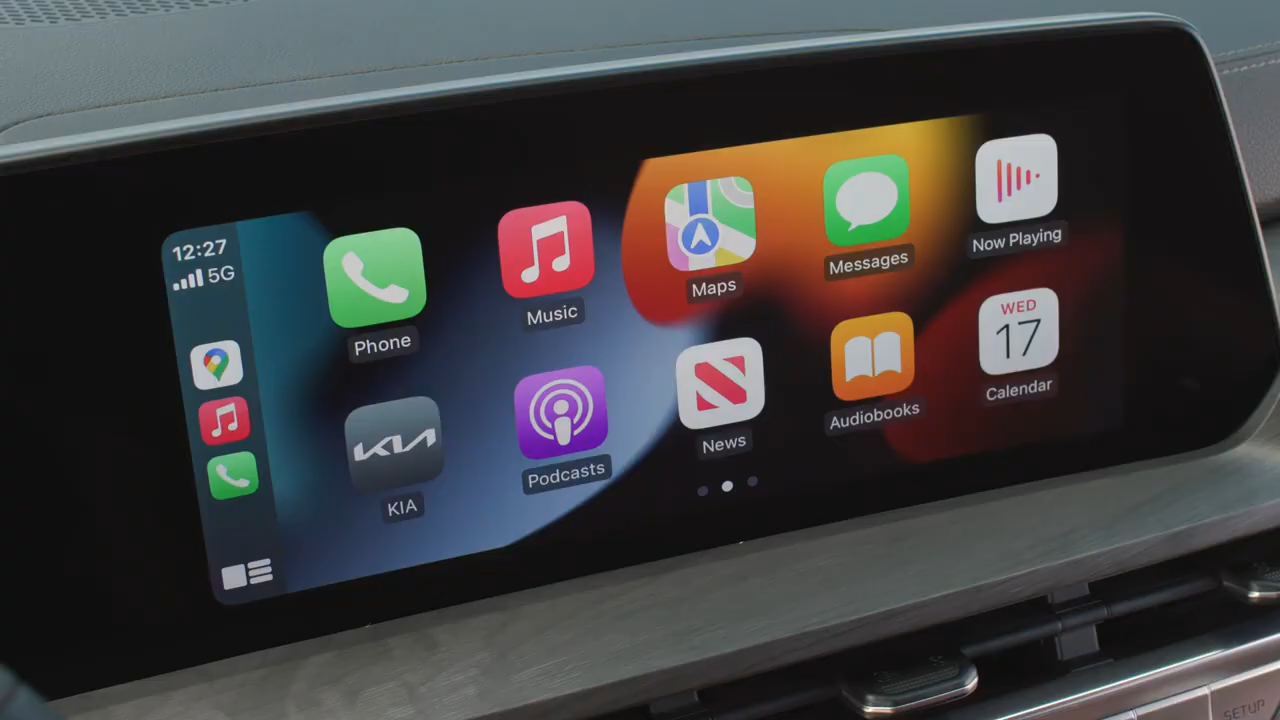 12:27
5G
Phone
Music
Maps
Messages
Now Playing
KIA
KIA
Podcasts
News
Audiobooks
WED
17
Calendar
SETUP